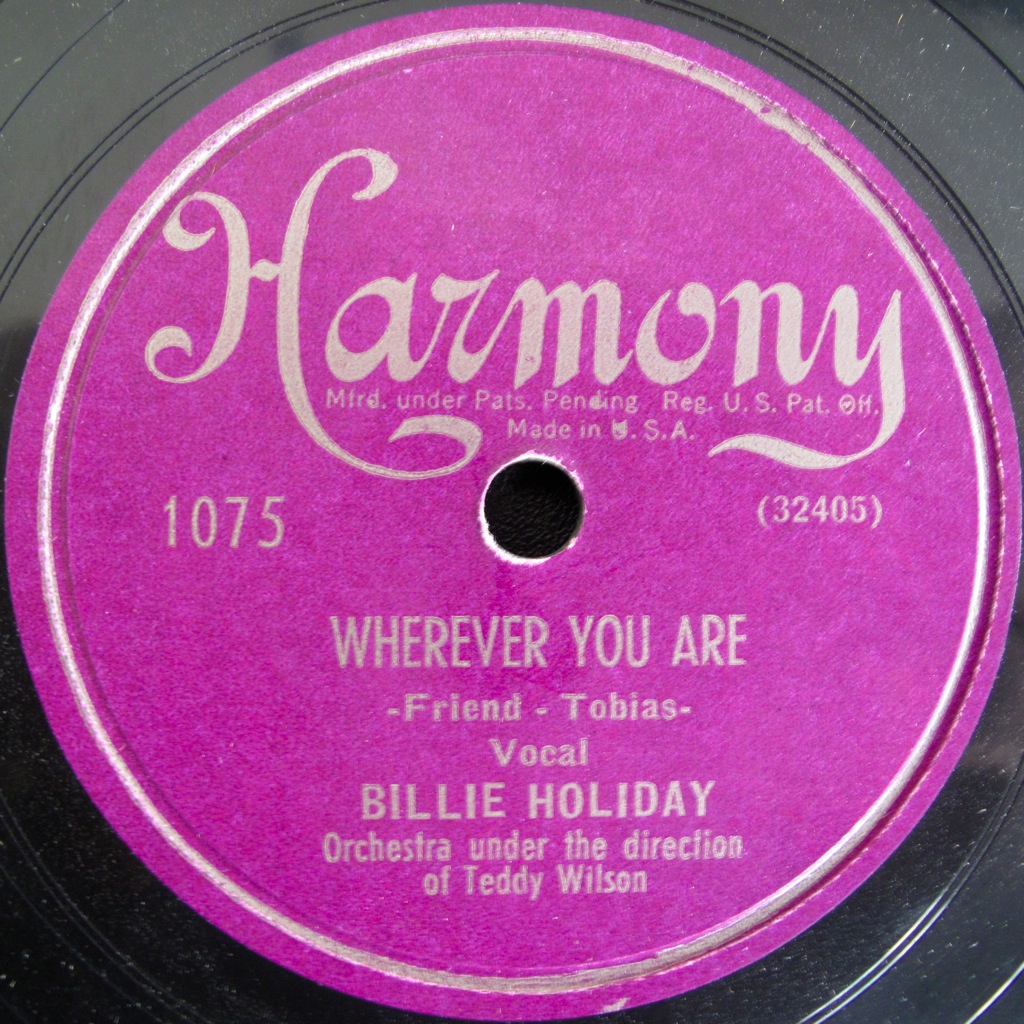 Harmony
Mfrd. under Pats. Pending Reg. U. S. Pat. Off.
Made in U. S. A.
1075
(32405)
WHEREVER YOU ARE
-Friend - Tobias-
Vocal
BILLIE HOLIDAY
Orchestra under the direction
of Teddy Wilson